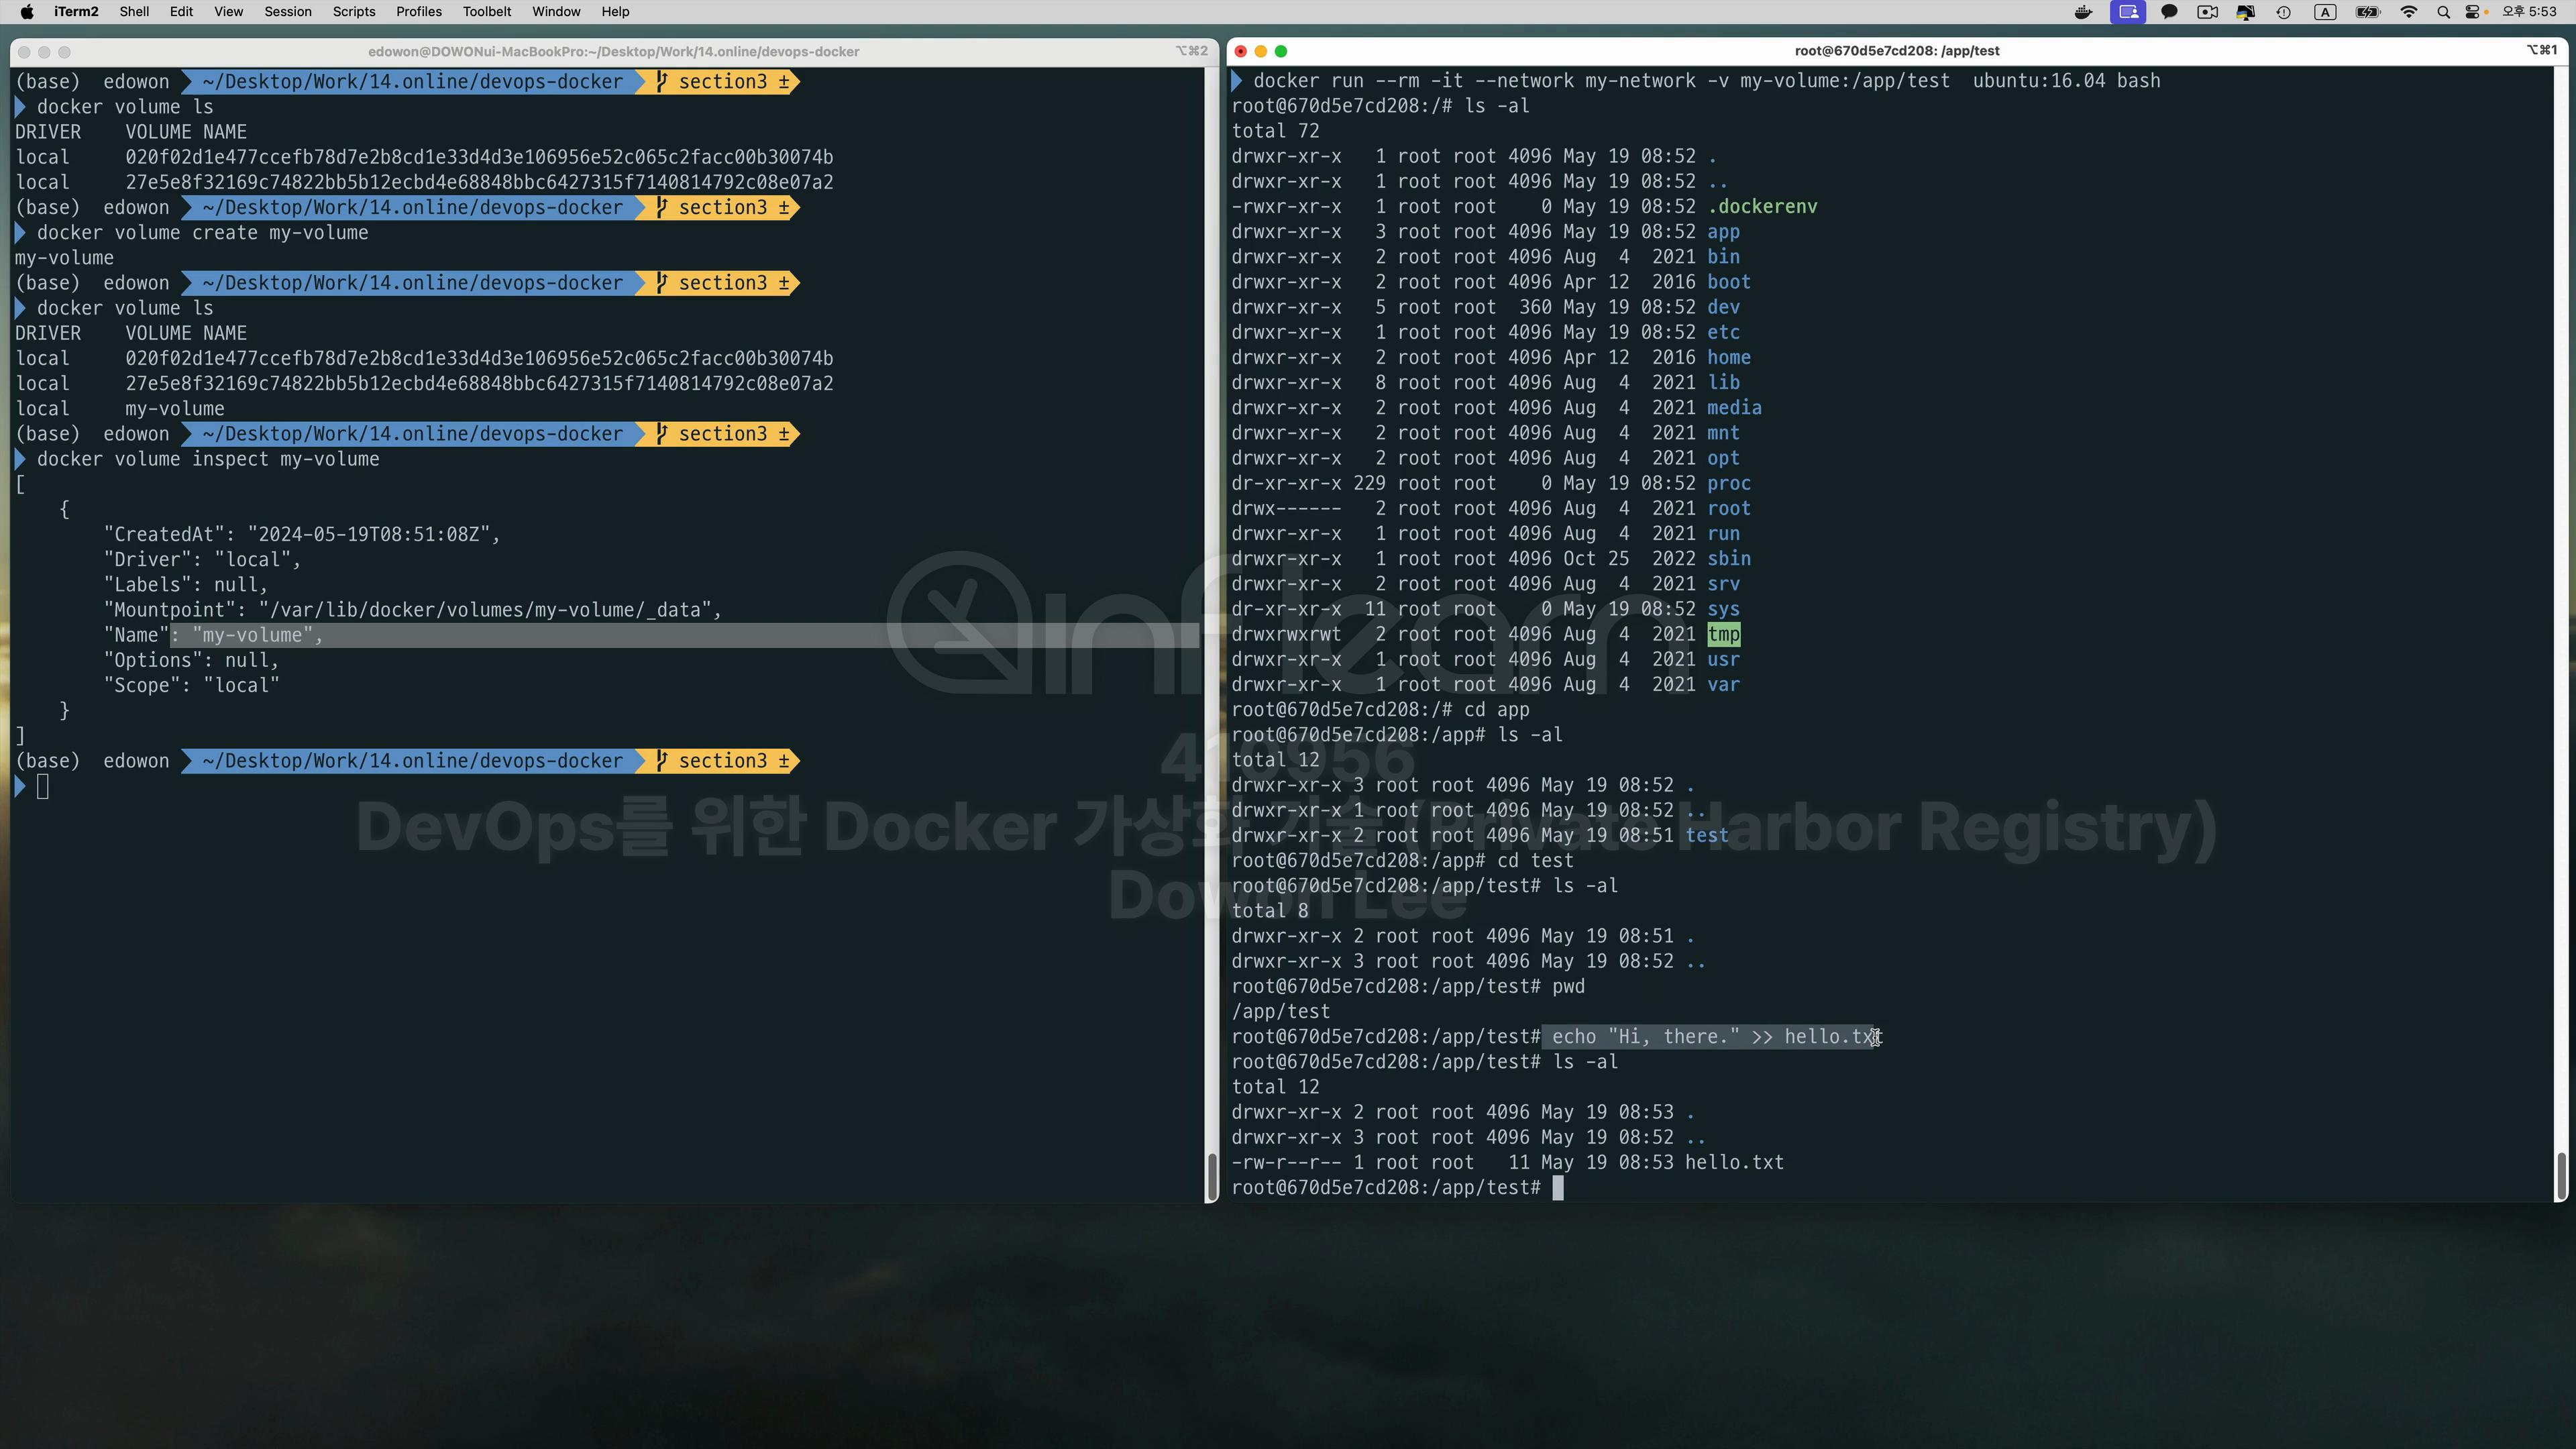 iTerm2 Shell Edit View Session Scripts Profiles Toolbelt Window Help
A 오후 5:53
edowon@DOWONui-MacBookPro:~/Desktop/Work/14.online/devops-docker ⌥⌘2
(base) edowon ~/Desktop/Work/14.online/devops-docker section3 ±
docker volume ls
DRIVER VOLUME NAME
local 020f02d1e477ccefb78d7e2b8cd1e33d4d3e106956e52c065c2facc00b30074b
local 27e5e8f32169c74822bb5b12ecbd4e68848bbc6427315f7140814792c08e07a2
(base) edowon ~/Desktop/Work/14.online/devops-docker section3 ±
docker volume create my-volume
my-volume
(base) edowon ~/Desktop/Work/14.online/devops-docker section3 ±
docker volume ls
DRIVER VOLUME NAME
local 020f02d1e477ccefb78d7e2b8cd1e33d4d3e106956e52c065c2facc00b30074b
local 27e5e8f32169c74822bb5b12ecbd4e68848bbc6427315f7140814792c08e07a2
local my-volume
(base) edowon ~/Desktop/Work/14.online/devops-docker section3 ±
docker volume inspect my-volume
[
{
"CreatedAt": "2024-05-19T08:51:08Z",
"Driver": "local",
"Labels": null,
"Mountpoint": "/var/lib/docker/volumes/my-volume/_data",
"Name": "my-volume",
"Options": null,
"Scope": "local"
}
]
(base) edowon ~/Desktop/Work/14.online/devops-docker section3 ±
root@670d5e7cd208: /app/test ⌥⌘1
docker run --rm -it --network my-network -v my-volume:/app/test ubuntu:16.04 bash
root@670d5e7cd208:/# ls -al
total 72
drwxr-xr-x 1 root root 4096 May 19 08:52 .
drwxr-xr-x 1 root root 4096 May 19 08:52 ..
-rwxr-xr-x 1 root root 0 May 19 08:52 .dockerenv
drwxr-xr-x 3 root root 4096 May 19 08:52 app
drwxr-xr-x 2 root root 4096 Aug 4 2021 bin
drwxr-xr-x 2 root root 4096 Apr 12 2016 boot
drwxr-xr-x 5 root root 360 May 19 08:52 dev
drwxr-xr-x 1 root root 4096 May 19 08:52 etc
drwxr-xr-x 2 root root 4096 Apr 12 2016 home
drwxr-xr-x 8 root root 4096 Aug 4 2021 lib
drwxr-xr-x 2 root root 4096 Aug 4 2021 media
drwxr-xr-x 2 root root 4096 Aug 4 2021 mnt
drwxr-xr-x 2 root root 4096 Aug 4 2021 opt
dr-xr-xr-x 229 root root 0 May 19 08:52 proc
drwx------ 2 root root 4096 Aug 4 2021 root
drwxr-xr-x 1 root root 4096 Aug 4 2021 run
drwxr-xr-x 1 root root 4096 Oct 25 2022 sbin
drwxr-xr-x 2 root root 4096 Aug 4 2021 srv
dr-xr-xr-x 11 root root 0 May 19 08:52 sys
drwxrwxrwt 2 root root 4096 Aug 4 2021 tmp
drwxr-xr-x 1 root root 4096 Aug 4 2021 usr
drwxr-xr-x 1 root root 4096 Aug 4 2021 var
root@670d5e7cd208:/# cd app
root@670d5e7cd208:/app# ls -al
total 12
drwxr-xr-x 3 root root 4096 May 19 08:52 .
drwxr-xr-x 1 root root 4096 May 19 08:52 ..
drwxr-xr-x 2 root root 4096 May 19 08:51 test
root@670d5e7cd208:/app# cd test
root@670d5e7cd208:/app/test# ls -al
total 8
drwxr-xr-x 2 root root 4096 May 19 08:51 .
drwxr-xr-x 3 root root 4096 May 19 08:52 ..
root@670d5e7cd208:/app/test# pwd
/app/test
root@670d5e7cd208:/app/test# echo "Hi, there." >> hello.txt
root@670d5e7cd208:/app/test# ls -al
total 12
drwxr-xr-x 2 root root 4096 May 19 08:53 .
drwxr-xr-x 3 root root 4096 May 19 08:52 ..
-rw-r--r-- 1 root root 11 May 19 08:53 hello.txt
root@670d5e7cd208:/app/test#
inflearn
410956
DevOps를 위한 Docker 가상화 기술 (Private Harbor Registry)
Dowon Lee